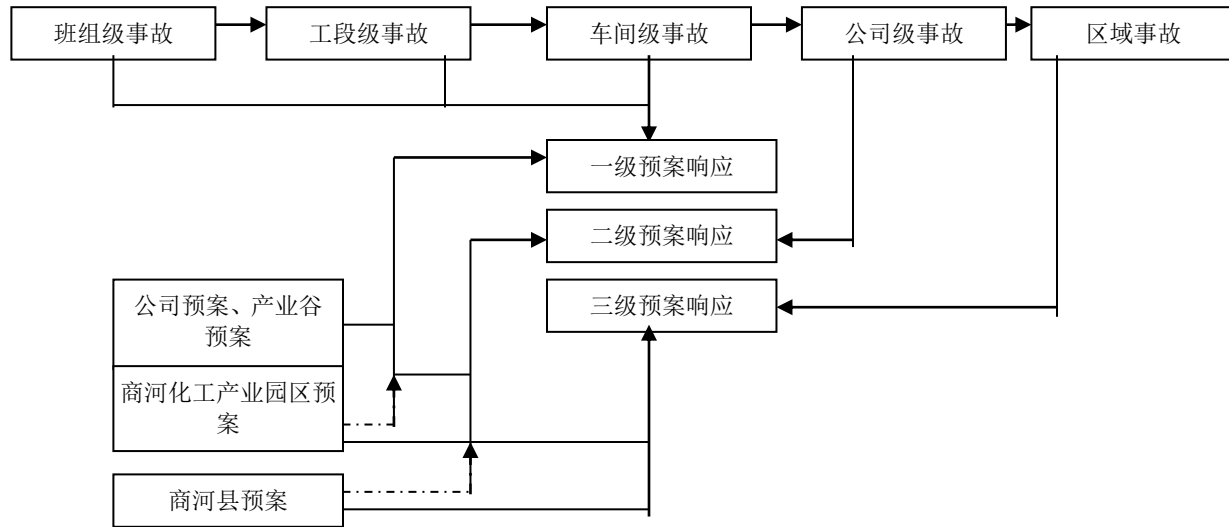 班组级事故
工段级事故
车间级事故
公司级事故
区域事故
一级预案响应
二级预案响应
三级预案响应
公司预案、产业谷
预案
商河化工产业园区预
案
商河县预案